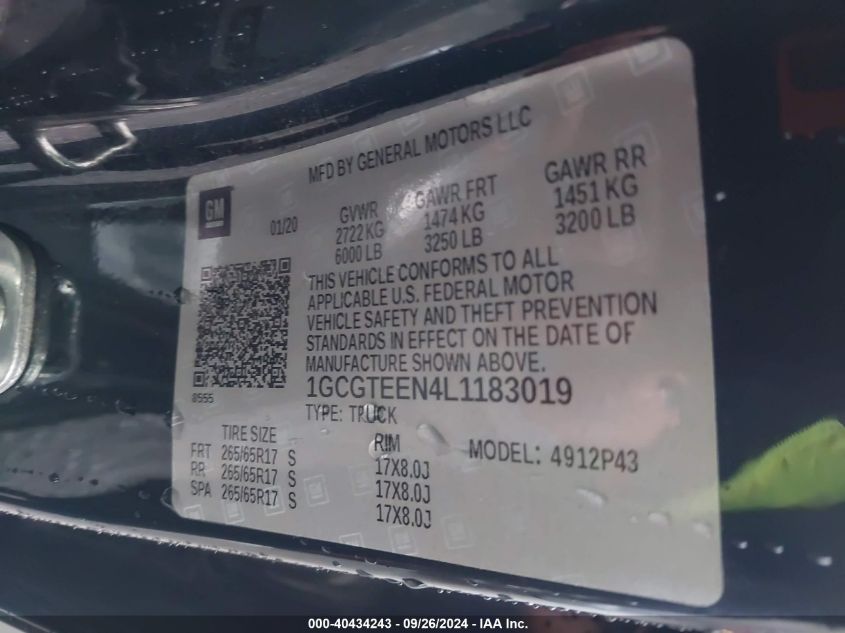 MFD BY GENERAL MOTORS LLC
GM
01/20
GVWR GAWR FRT GAWR RR
2722 KG 1474 KG 1451 KG
6000 LB 3250 LB 3200 LB
THIS VEHICLE CONFORMS TO ALL
APPLICABLE U.S. FEDERAL MOTOR
VEHICLE SAFETY AND THEFT PREVENTION
STANDARDS IN EFFECT ON THE DATE OF
MANUFACTURE SHOWN ABOVE.
0555
1GCGTEEN4L1183019
TYPE: TRUCK
TIRE SIZE RIM MODEL: 4912P43
FRT 265/65R17 S 17X8.0J
RR 265/65R17 S 17X8.0J
SPA 265/65R17 S 17X8.0J
000-40434243 - 09/26/2024 - IAA Inc.